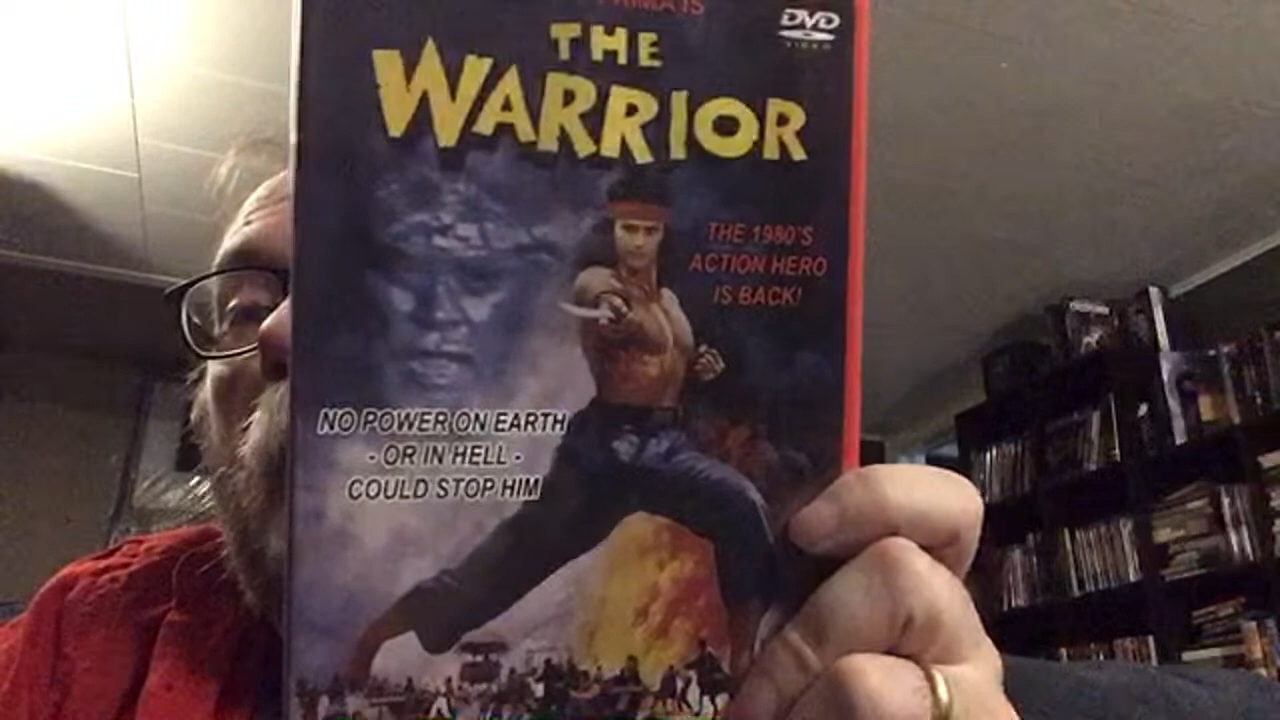 IS
THE
WARRIOR
DVD
VIDEO
THE 1980'S
ACTION HERO
IS BACK!
NO POWER ON EARTH
- OR IN HELL -
COULD STOP HIM